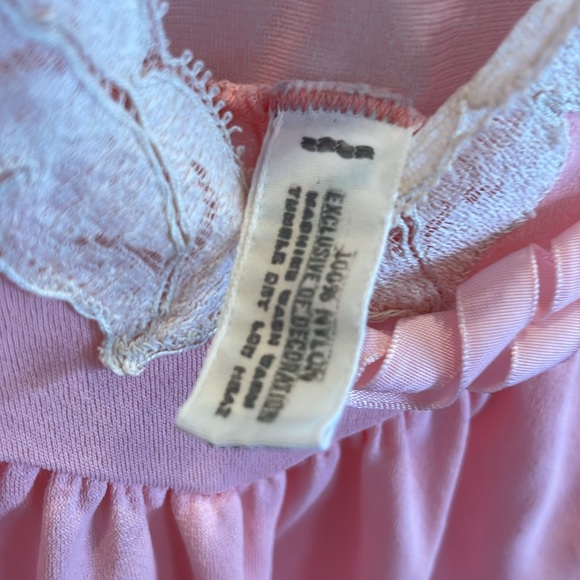 100% NYLON
EXCLUSIVE OF DECORATION
MACHINE WASH WARM
TUMBLE DRY LOW HEAT